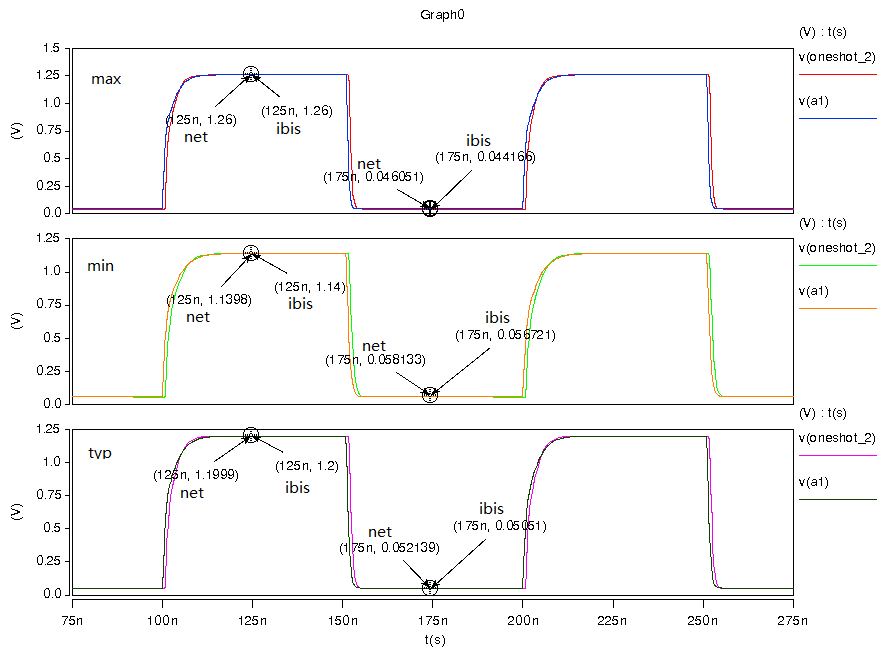 Graph0
(V) : t(s)
v(oneshot_2)
v(a1)
1.5
1.25
1.0
0.75
0.5
0.25
0.0
(V)
max
(125n, 1.26)
net
(125n, 1.26)
ibis
net
(175n, 0.046051)
ibis
(175n, 0.044166)
(V) : t(s)
v(oneshot_2)
v(a1)
1.25
1.0
0.75
0.5
0.25
0.0
(V)
min
(125n, 1.1398)
net
(125n, 1.14)
ibis
net
(175n, 0.058133)
ibis
(175n, 0.056721)
(V) : t(s)
v(oneshot_2)
v(a1)
1.25
1.0
0.75
0.5
0.25
0.0
(V)
typ
(125n, 1.1999)
net
(125n, 1.2)
ibis
net
(175n, 0.052139)
ibis
(175n, 0.05051)
75n 100n 125n 150n 175n 200n 225n 250n 275n
t(s)